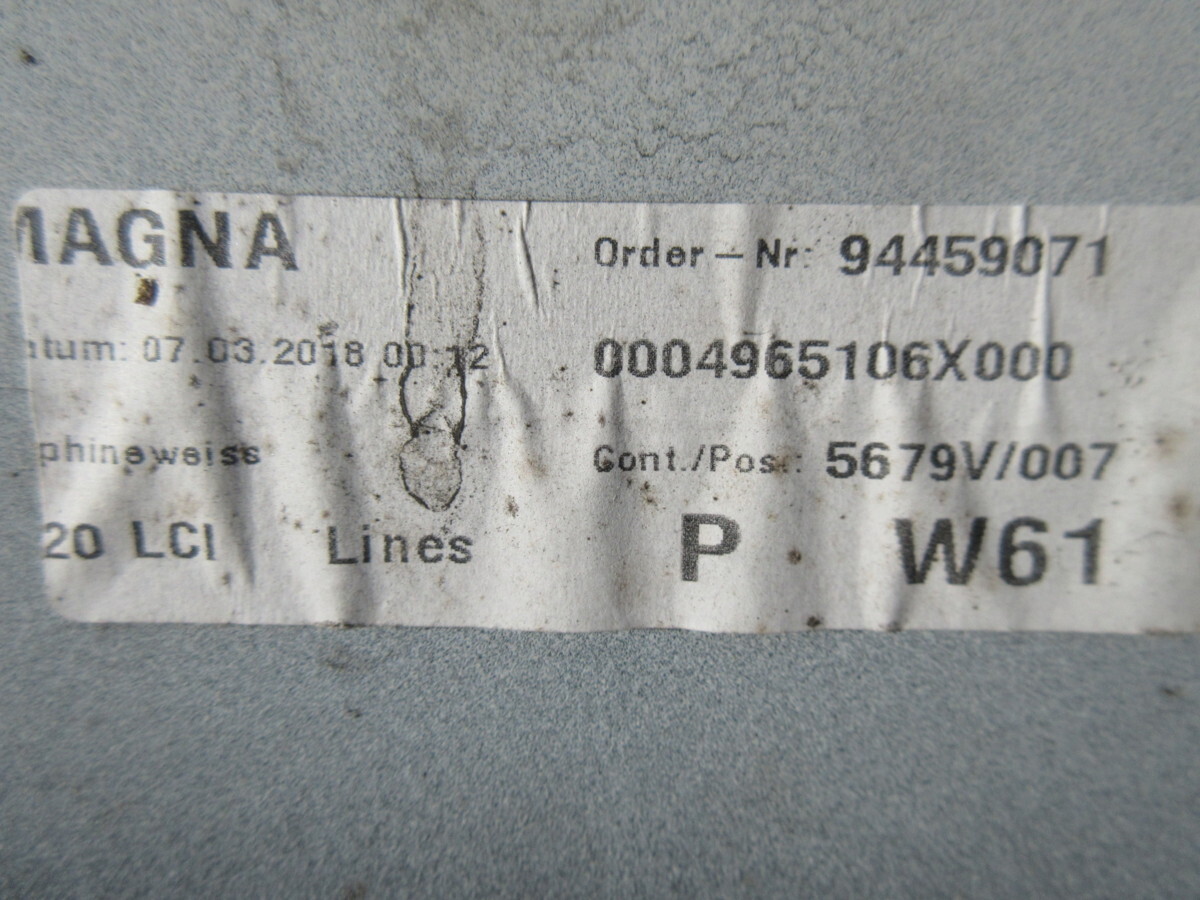 MAGNA Order-Nr: 94459071
atum: 07.03.2018 00:12 0004965106X000
phineweiss Cont./Pos.: 5679V/007
20 LCI Lines P W61